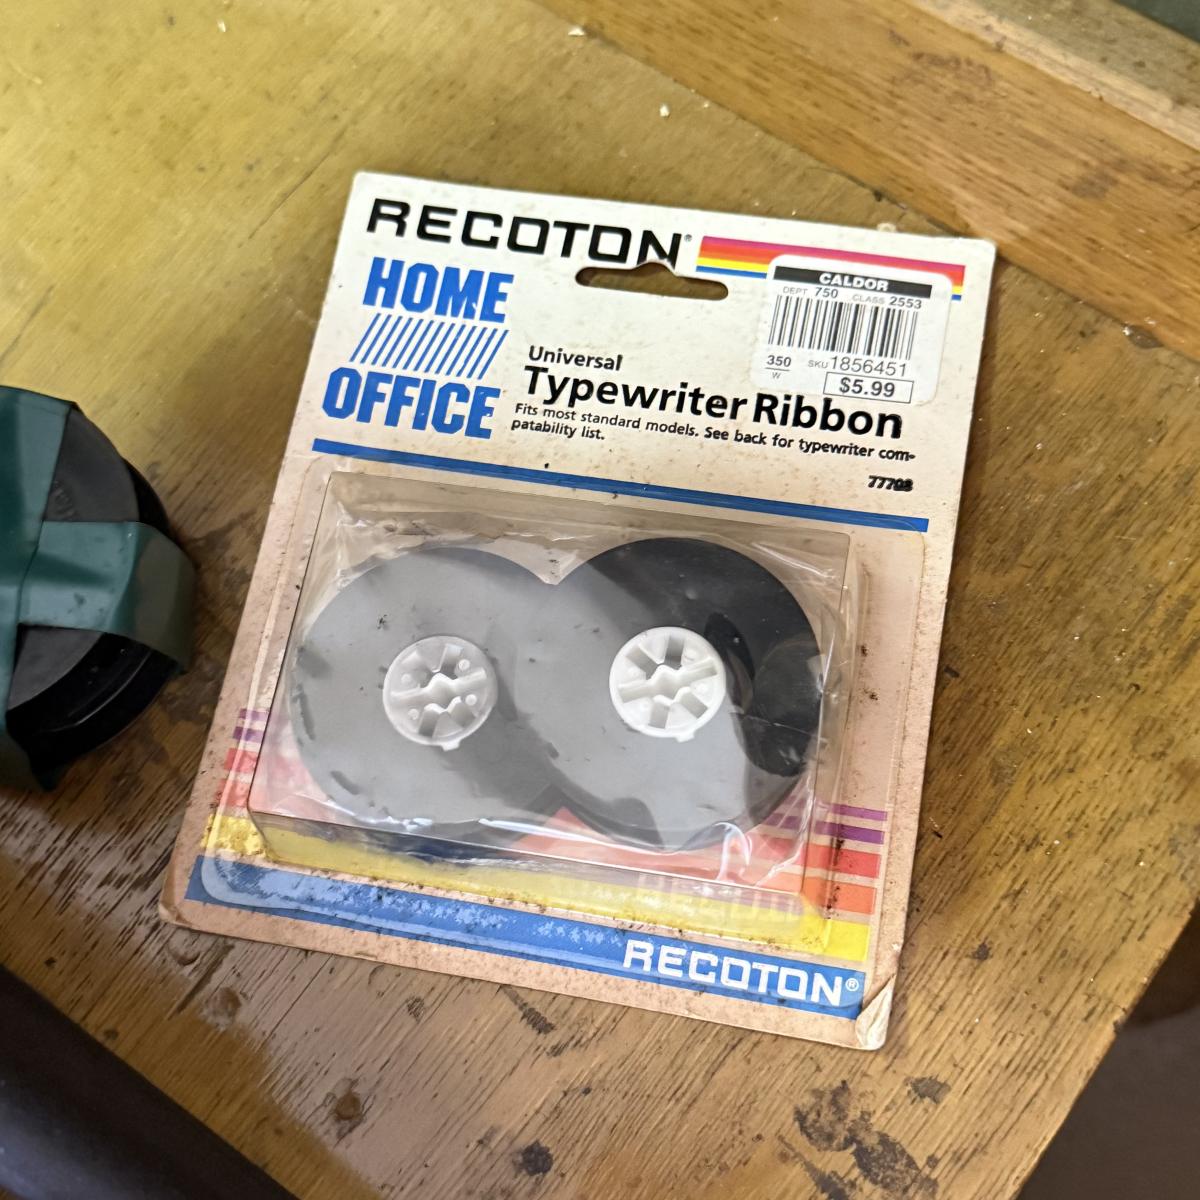 RECOTON®
HOME
OFFICE
CALDOR
DEPT 750 CLASS 2553
350
W
SKU 1856451
$5.99
Universal
Typewriter Ribbon
Fits most standard models. See back for typewriter com-
patability list.
77708
RECOTON®